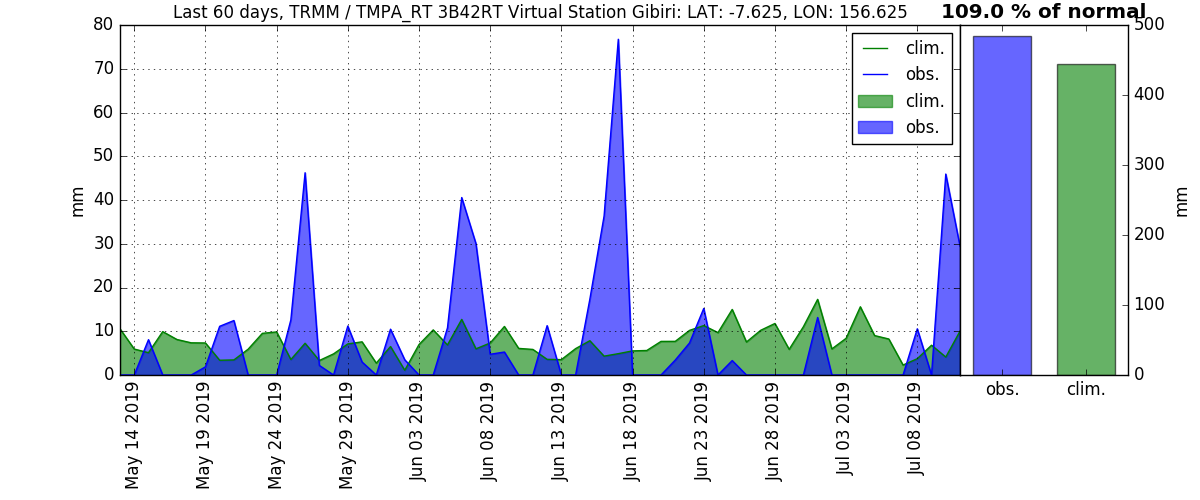 Last 60 days, TRMM / TMPA_RT 3B42RT Virtual Station Gibiri: LAT: -7.625, LON: 156.625
109.0 % of normal
80
70
60
50
40
30
20
10
0
mm
clim.
obs.
clim.
obs.
500
400
300
200
100
0
mm
obs.
clim.
May 14 2019
May 19 2019
May 24 2019
May 29 2019
Jun 03 2019
Jun 08 2019
Jun 13 2019
Jun 18 2019
Jun 23 2019
Jun 28 2019
Jul 03 2019
Jul 08 2019